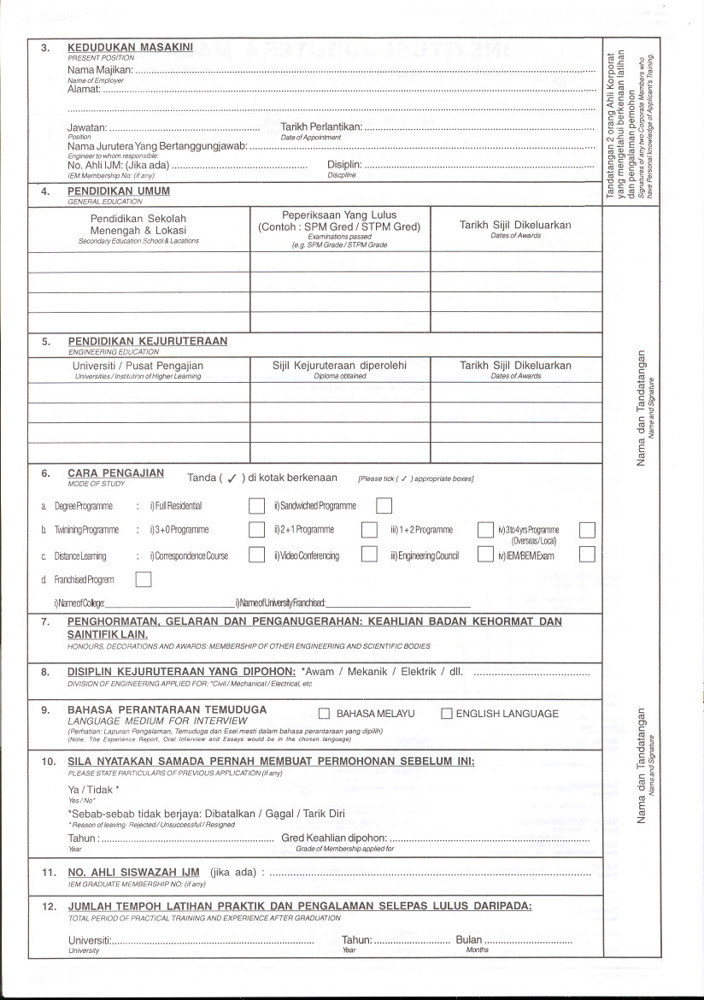 3. KEDUDUKAN MASAKINI
PRESENT POSITION
Nama Majikan: ........................................
Name of Employer
Alamat: ........................................
........................................
Jawatan: ........................................ Tarikh Perlantikan: ........................................
Position Date of Appointment
Nama Jurutera Yang Bertanggungjawab: ........................................
Engineer to whom responsible:
No. Ahli IJM: (Jika ada) ........................................ Disiplin: ........................................
IEM Membership No: (if any) Discpline
4. PENDIDIKAN UMUM
GENERAL EDUCATION
Pendidikan Sekolah
Menengah & Lokasi
Secondary Education School & Lacations
Peperiksaan Yang Lulus
(Contoh : SPM Gred / STPM Gred)
Examinations passed
(e.g. SPM Grade / STPM Grade
Tarikh Sijil Dikeluarkan
Dates of Awards
5. PENDIDIKAN KEJURUTERAAN
ENGINEERING EDUCATION
Universiti / Pusat Pengajian
Universities / Institution of Higher Learning
Sijil Kejuruteraan diperolehi
Diploma obtained
Tarikh Sijil Dikeluarkan
Dates of Awards
6. CARA PENGAJIAN Tanda ( ✓ ) di kotak berkenaan [Please tick ( ✓ ) appropriate boxes]
MODE OF STUDY
a. Degree Programme : i) Full Residential ii) Sandwiched Programme
b. Twinining Programme : i) 3 + 0 Programme ii) 2 + 1 Programme iii) 1 + 2 Programme iv) 3 to 4 yrs Programme
(Overseas / Local)
c. Distance Learning : i) Correspondence Course ii) Video Conferencing iii) Engineering Council iv) IEM/BEM Exam
d. Franchised Progrem
i) Name of College: ____________________ i) Name of University Franchised: ____________________
7. PENGHORMATAN, GELARAN DAN PENGANUGERAHAN: KEAHLIAN BADAN KEHORMAT DAN
SAINTIFIK LAIN.
HONOURS, DECORATIONS AND AWARDS: MEMBERSHIP OF OTHER ENGINEERING AND SCIENTIFIC BODIES
8. DISIPLIN KEJURUTERAAN YANG DIPOHON: *Awam / Mekanik / Elektrik / dll. ........................................
DIVISION OF ENGINEERING APPLIED FOR: *Civil / Mechanical / Electrical, etc
9. BAHASA PERANTARAAN TEMUDUGA BAHASA MELAYU ENGLISH LANGUAGE
LANGUAGE MEDIUM FOR INTERVIEW
(Perhatian: Lapuran Pengalaman, Temuduga dan Esei mesti dalam bahasa perantaraan yang dipilih)
(Note: The Experience Report, Oral Interview and Essays would be in the chosen language)
10. SILA NYATAKAN SAMADA PERNAH MEMBUAT PERMOHONAN SEBELUM INI:
PLEASE STATE PARTICULARS OF PREVIOUS APPLICATION (if any)
Ya / Tidak *
Yes / No*
*Sebab-sebab tidak berjaya: Dibatalkan / Gagal / Tarik Diri
* Reason of leaving: Rejected / Unsuccessful / Resigned
Tahun : ........................................ Gred Keahlian dipohon: ........................................
Year Grade of Membership applied for
11. NO. AHLI SISWAZAH IJM (jika ada) : ........................................
IEM GRADUATE MEMBERSHIP NO: (if any)
12. JUMLAH TEMPOH LATIHAN PRAKTIK DAN PENGALAMAN SELEPAS LULUS DARIPADA:
TOTAL PERIOD OF PRACTICAL TRAINING AND EXPERIENCE AFTER GRADUATION
Universiti:........................................ Tahun: ........................................ Bulan ........................................
University Year Months
Tandatangan 2 orang Ahli Korporat
yang mengetahui berkenaan latihan
dan pengalaman pemohon
Signatures of any two Corporate Members who
have Personal knowledge of Applicant's Training.
Nama dan Tandatangan
Name and Signature
Nama dan Tandatangan
Name and Signature